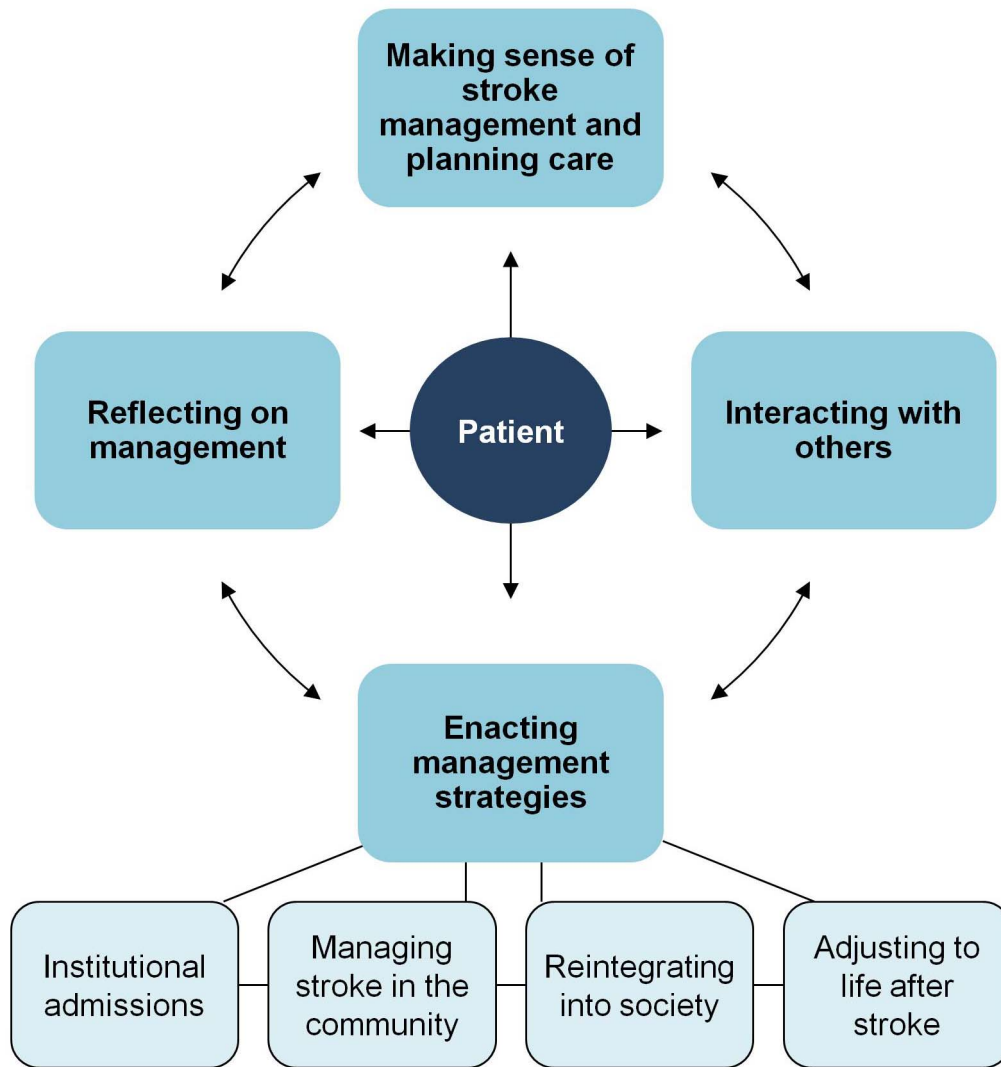 Making sense of
stroke
management and
planning care
Reflecting on
management
Patient
Interacting with
others
Enacting
management
strategies
Institutional
admissions
Managing
stroke in the
community
Reintegrating
into society
Adjusting to
life after
stroke